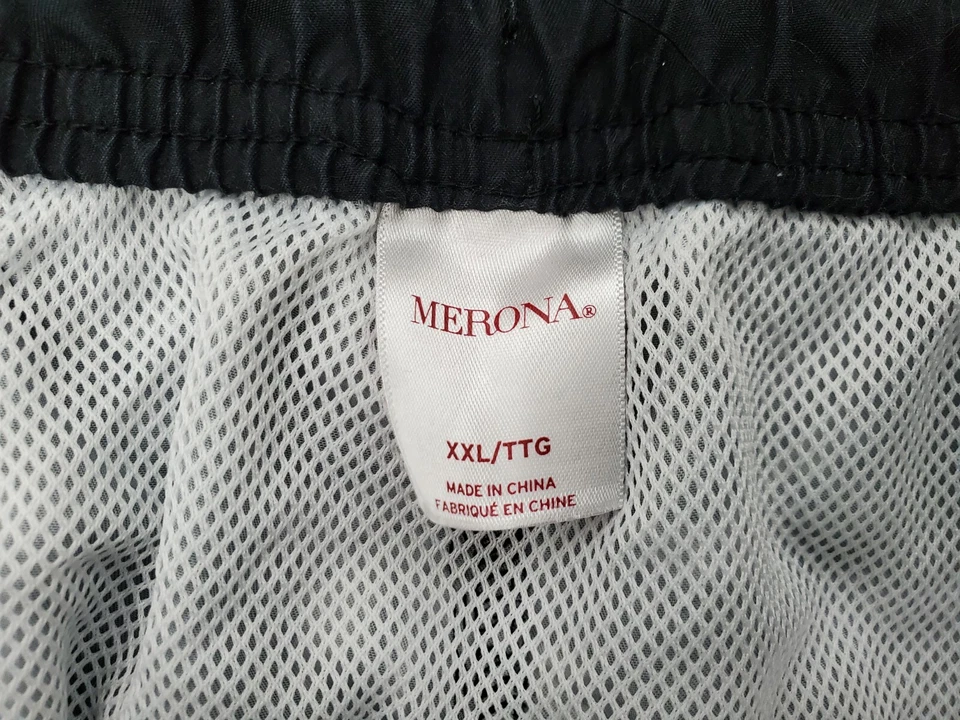 MERONA®
XXL/TTG
MADE IN CHINA
FABRIQUÉ EN CHINE